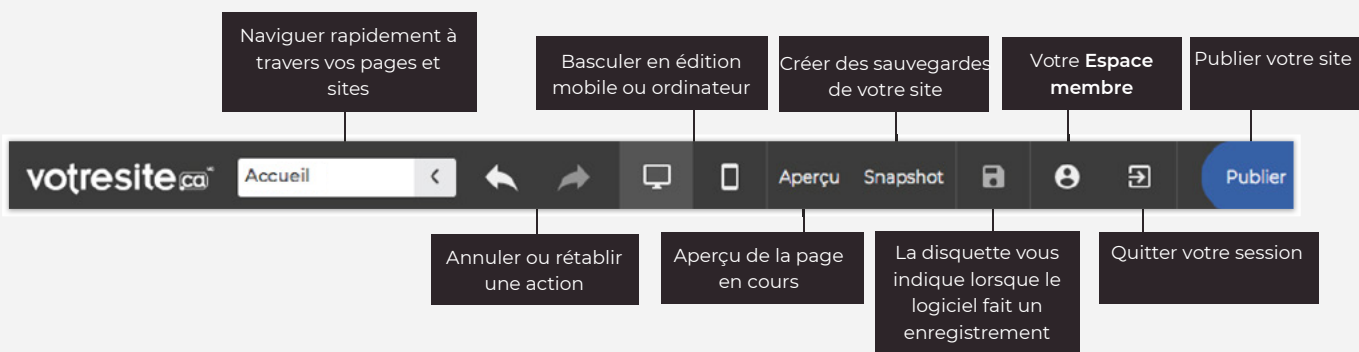 Naviguer rapidement à
travers vos pages et
sites
Basculer en édition
mobile ou ordinateur
Créer des sauvegardes
de votre site
Votre Espace
membre
Publier votre site
votresite.ca
Accueil
Aperçu
Snapshot
Publier
Annuler ou rétablir
une action
Aperçu de la page
en cours
La disquette vous
indique lorsque le
logiciel fait un
enregistrement
Quitter votre session